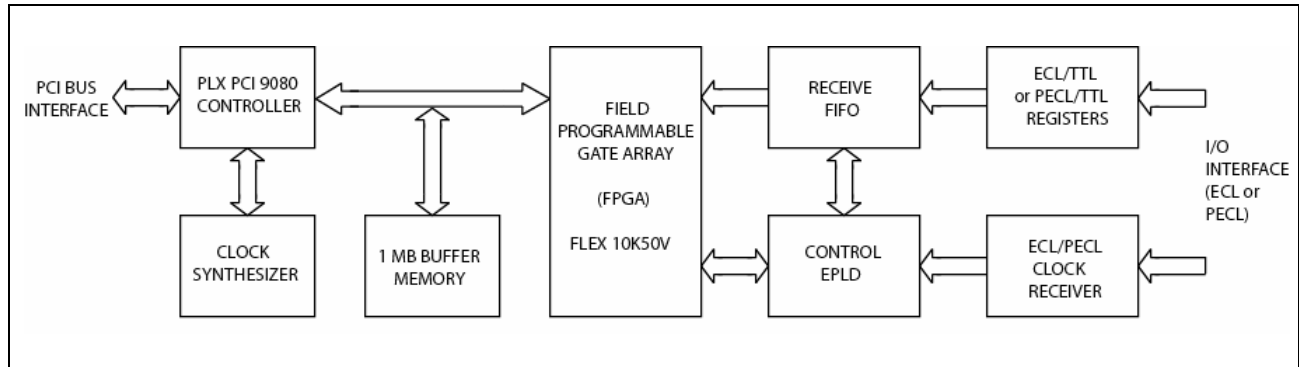 PCI BUS
INTERFACE
PLX PCI 9080
CONTROLLER
CLOCK
SYNTHESIZER
1 MB BUFFER
MEMORY
FIELD
PROGRAMMABLE
GATE ARRAY
(FPGA)
FLEX 10K50V
RECEIVE
FIFO
CONTROL
EPLD
ECL/TTL
or PECL/TTL
REGISTERS
ECL/PECL
CLOCK
RECEIVER
I/O
INTERFACE
(ECL or
PECL)